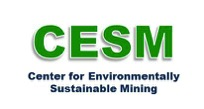 CESM
Center for Environmentally
Sustainable Mining